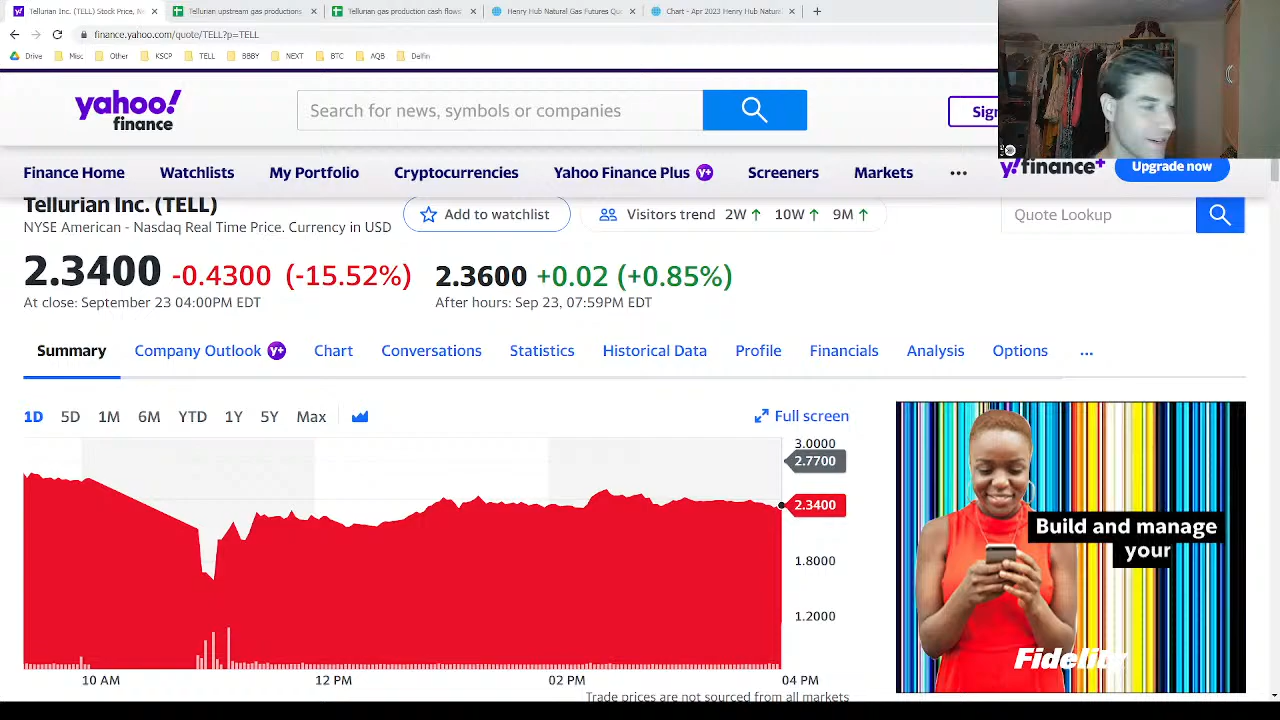 Tellurian Inc. (TELL) Stock Price, Ne
Tellurian upstream gas productions
Tellurian gas production cash flows
Henry Hub Natural Gas Futures Quo
Chart - Apr 2023 Henry Hub Natural
finance.yahoo.com/quote/TELL?p=TELL
Drive
Misc
Other
KSCP
TELL
BBBY
NEXT
BTC
AQB
Delfin
yahoo!
finance
Search for news, symbols or companies
Sign
Finance Home
Watchlists
My Portfolio
Cryptocurrencies
Yahoo Finance Plus
Screeners
Markets
y!finance+
Upgrade now
Tellurian Inc. (TELL)
NYSE American - Nasdaq Real Time Price. Currency in USD
Add to watchlist
Visitors trend 2W ↑ 10W ↑ 9M ↑
Quote Lookup
2.3400 -0.4300 (-15.52%)
At close: September 23 04:00PM EDT
2.3600 +0.02 (+0.85%)
After hours: Sep 23, 07:59PM EDT
Summary
Company Outlook
Chart
Conversations
Statistics
Historical Data
Profile
Financials
Analysis
Options
1D 5D 1M 6M YTD 1Y 5Y Max
Full screen
3.0000
2.7700
2.3400
1.8000
1.2000
10 AM
12 PM
02 PM
04 PM
Trade prices are not sourced from all markets
Build and manage
your
Fidelity